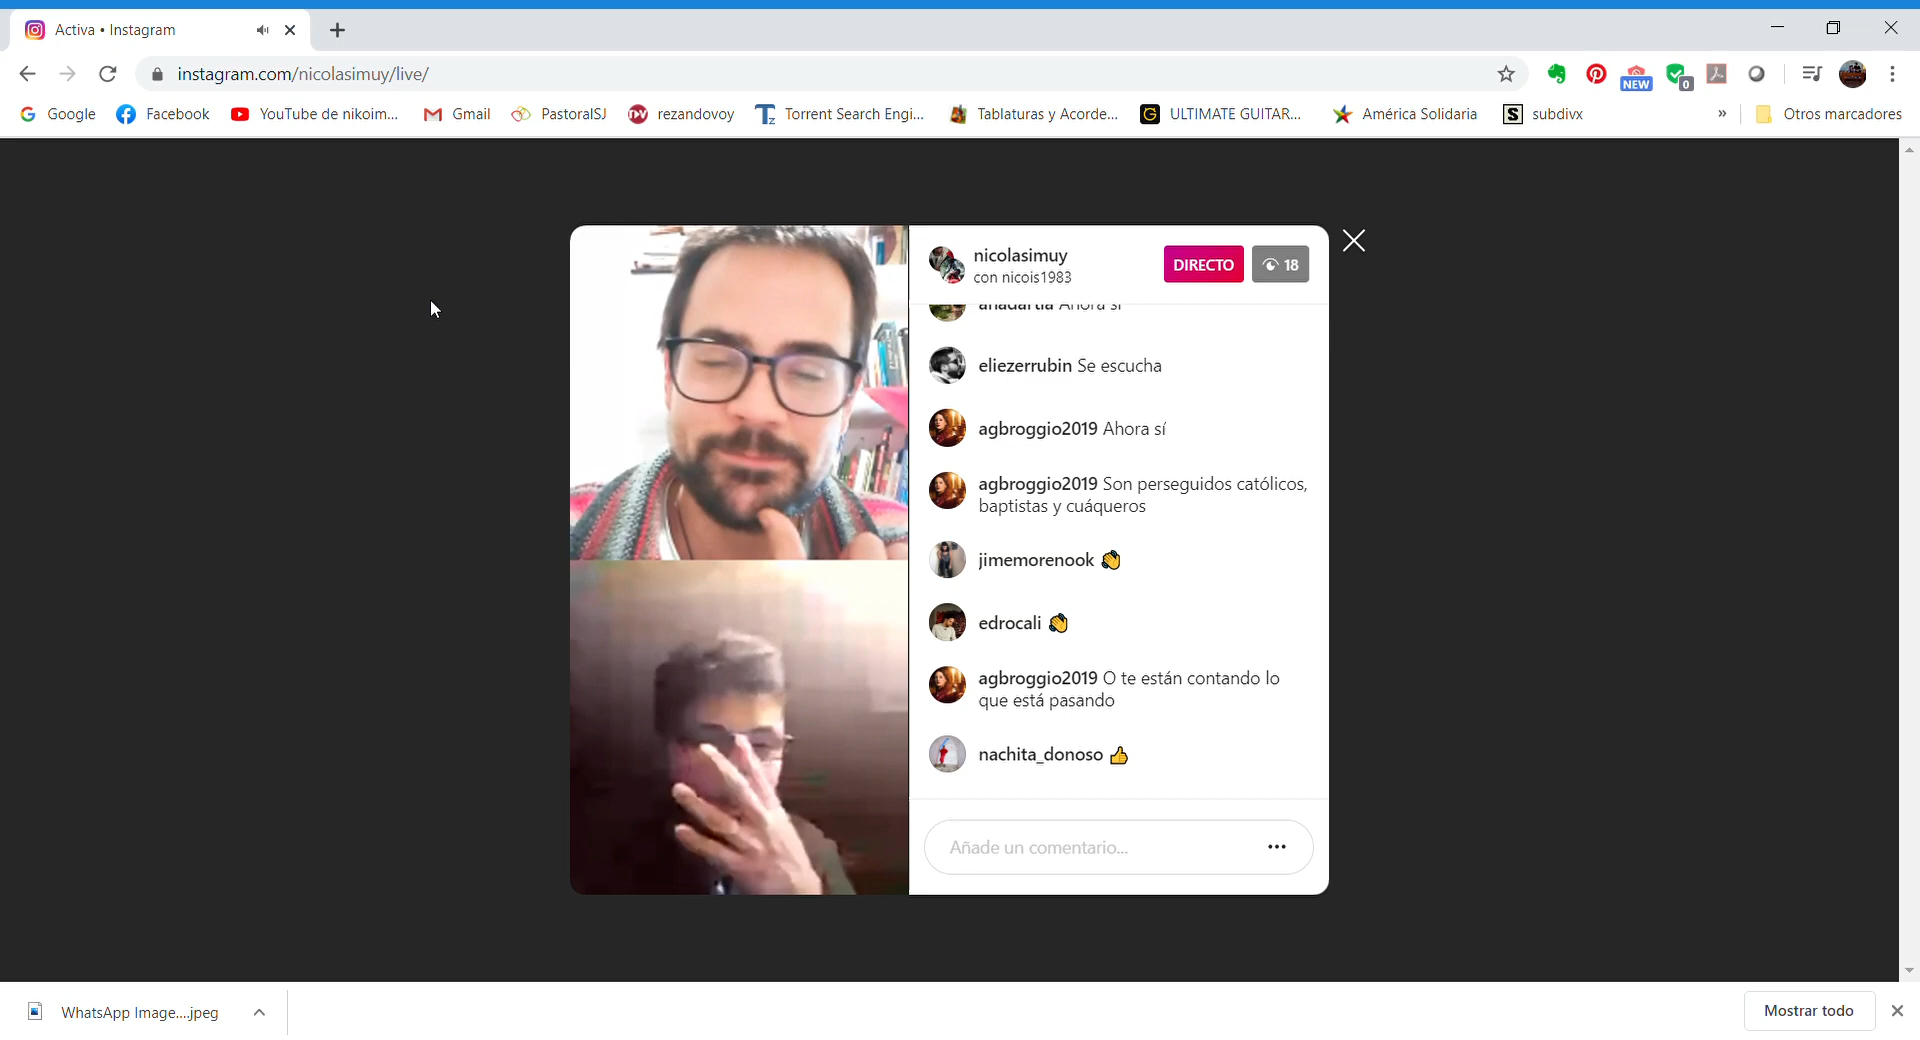 Activa • Instagram
instagram.com/nicolasimuy/live/
NEW
0
Google
Facebook
YouTube de nikoim...
Gmail
PastoralSJ
rezandovoy
Torrent Search Engi...
Tablaturas y Acorde...
ULTIMATE GUITAR...
América Solidaria
subdivx
»
Otros marcadores
nicolasimuy
con nicois1983
DIRECTO
18
Ahora sí
eliezerrubin Se escucha
agbroggio2019 Ahora sí
agbroggio2019 Son perseguidos católicos,
baptistas y cuáqueros
jimemorenook 👏
edrocali 👏
agbroggio2019 O te están contando lo
que está pasando
nachita_donoso 👍
Añade un comentario...
WhatsApp Image....jpeg
Mostrar todo